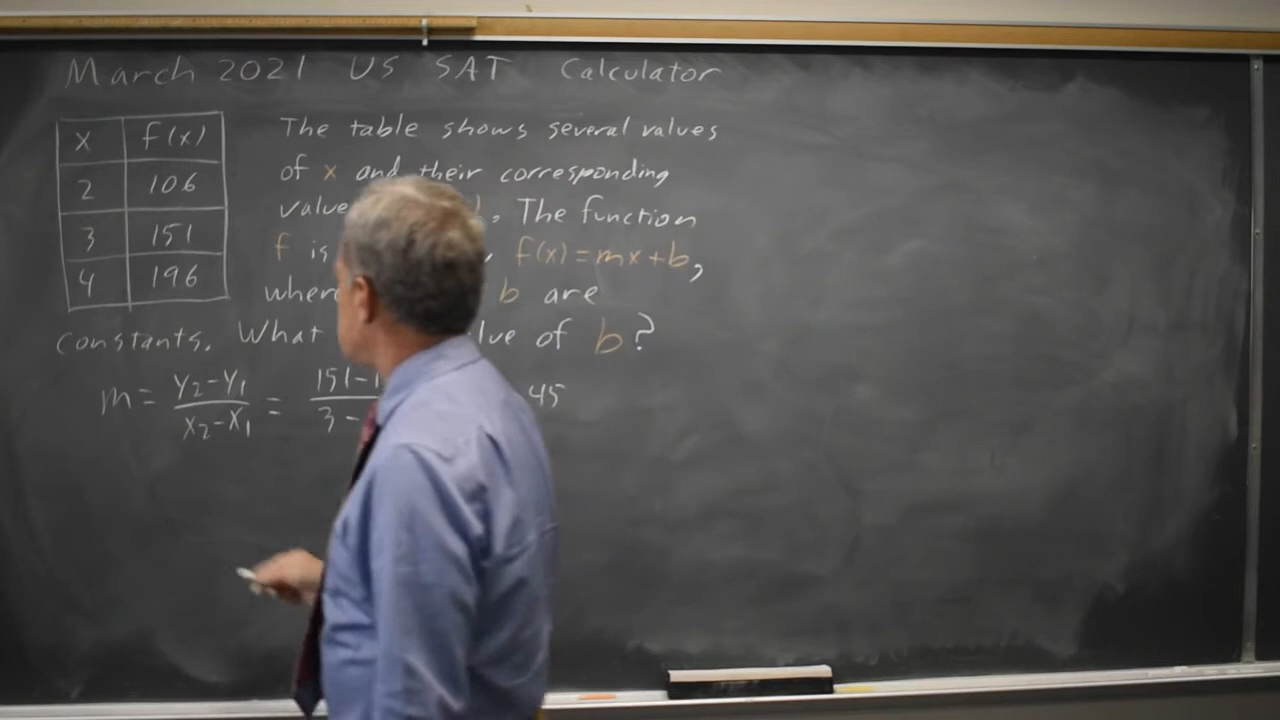 March 2021 US SAT Calculator
x f(x)
2 106
3 151
4 196
The table shows several values
of x and their corresponding
. The function
f is f(x)=mx+b,
b are
constants. What of b?
m = y₂-y₁/x₂-x₁ = 45